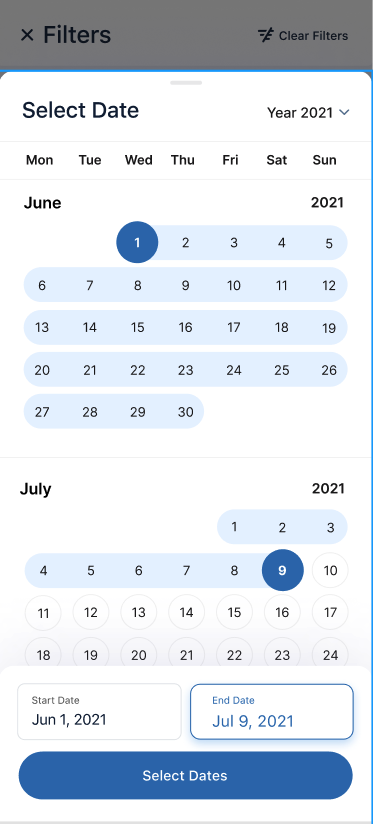 × Filters Clear Filters
Select Date Year 2021
Mon Tue Wed Thu Fri Sat Sun
June 2021
1 2 3 4 5
6 7 8 9 10 11 12
13 14 15 16 17 18 19
20 21 22 23 24 25 26
27 28 29 30
July 2021
1 2 3
4 5 6 7 8 9 10
11 12 13 14 15 16 17
18 19 20 21 22 23 24
Start Date End Date
Jun 1, 2021 Jul 9, 2021
Select Dates